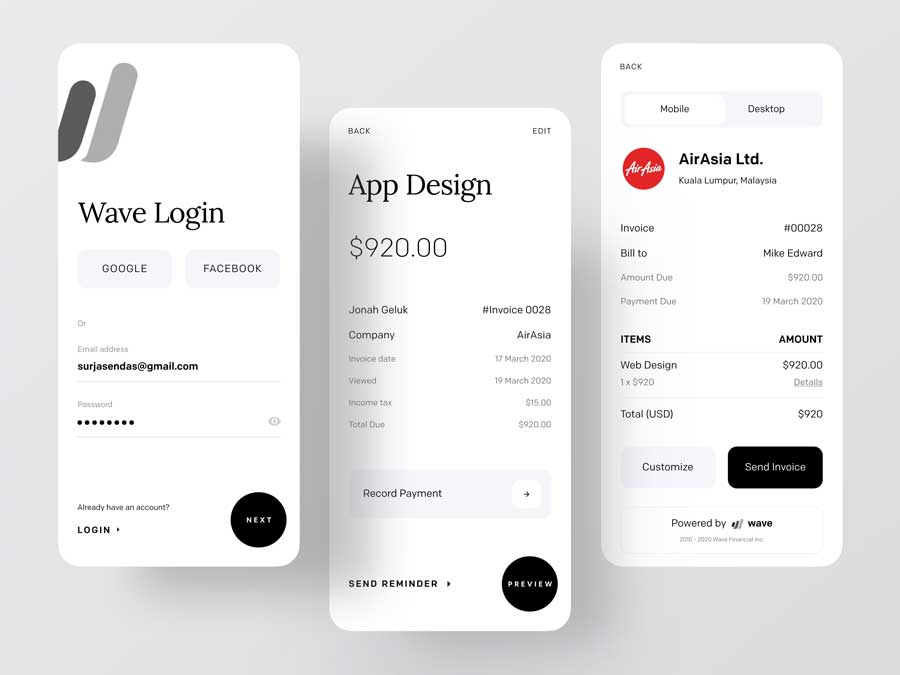 Wave Login
GOOGLE FACEBOOK
Or
Email address
surjasendas@gmail.com
Password
Already have an account?
LOGIN
NEXT
BACK EDIT
App Design
$920.00
Jonah Geluk #Invoice 0028
Company AirAsia
Invoice date 17 March 2020
Viewed 19 March 2020
Income tax $15.00
Total Due $920.00
Record Payment
SEND REMINDER
PREVIEW
BACK
Mobile Desktop
AirAsia
AirAsia Ltd.
Kuala Lumpur, Malaysia
Invoice #00028
Bill to Mike Edward
Amount Due $920.00
Payment Due 19 March 2020
ITEMS AMOUNT
Web Design $920.00
1 x $920 Details
Total (USD) $920
Customize Send Invoice
Powered by wave
2010 - 2020 Wave Financial Inc.